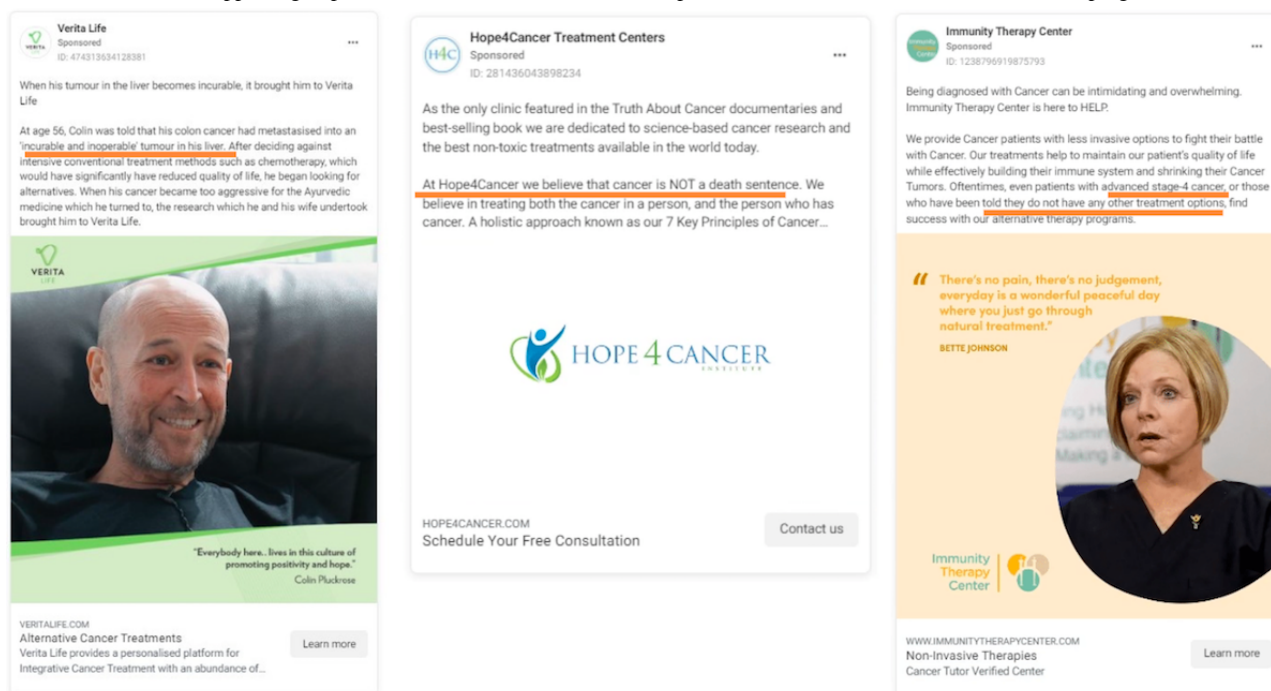 Verita Life
Sponsored
ID: 474313634128381
When his tumour in the liver becomes incurable, it brought him to Verita
Life
At age 56, Colin was told that his colon cancer had metastasised into an
'incurable and inoperable' tumour in his liver. After deciding against
intensive conventional treatment methods such as chemotherapy, which
would have significantly have reduced quality of life, he began looking for
alternatives. When his cancer became too aggressive for the Ayurvedic
medicine which he turned to, the research which he and his wife undertook
brought him to Verita Life.
VERITA
LIFE
"Everybody here.. lives in this culture of
promoting positivity and hope."
Colin Pluckrose
VERITALIFE.COM
Alternative Cancer Treatments
Verita Life provides a personalised platform for
Integrative Cancer Treatment with an abundance of...
Learn more
H4C
Hope4Cancer Treatment Centers
Sponsored
ID: 281436043898234
As the only clinic featured in the Truth About Cancer documentaries and
best-selling book we are dedicated to science-based cancer research and
the best non-toxic treatments available in the world today.
At Hope4Cancer we believe that cancer is NOT a death sentence. We
believe in treating both the cancer in a person, and the person who has
cancer. A holistic approach known as our 7 Key Principles of Cancer...
HOPE 4 CANCER
INSTITUTE
HOPE4CANCER.COM
Schedule Your Free Consultation
Contact us
Immunity Therapy Center
Sponsored
ID: 1238796919875793
Being diagnosed with Cancer can be intimidating and overwhelming.
Immunity Therapy Center is here to HELP.
We provide Cancer patients with less invasive options to fight their battle
with Cancer. Our treatments help to maintain our patient's quality of life
while effectively building their immune system and shrinking their Cancer
Tumors. Oftentimes, even patients with advanced stage-4 cancer, or those
who have been told they do not have any other treatment options, find
success with our alternative therapy programs.
" There's no pain, there's no judgement,
everyday is a wonderful peaceful day
where you just go through
natural treatment."
BETTE JOHNSON
Immunity
Therapy
Center
WWW.IMMUNITYTHERAPYCENTER.COM
Non-Invasive Therapies
Cancer Tutor Verified Center
Learn more